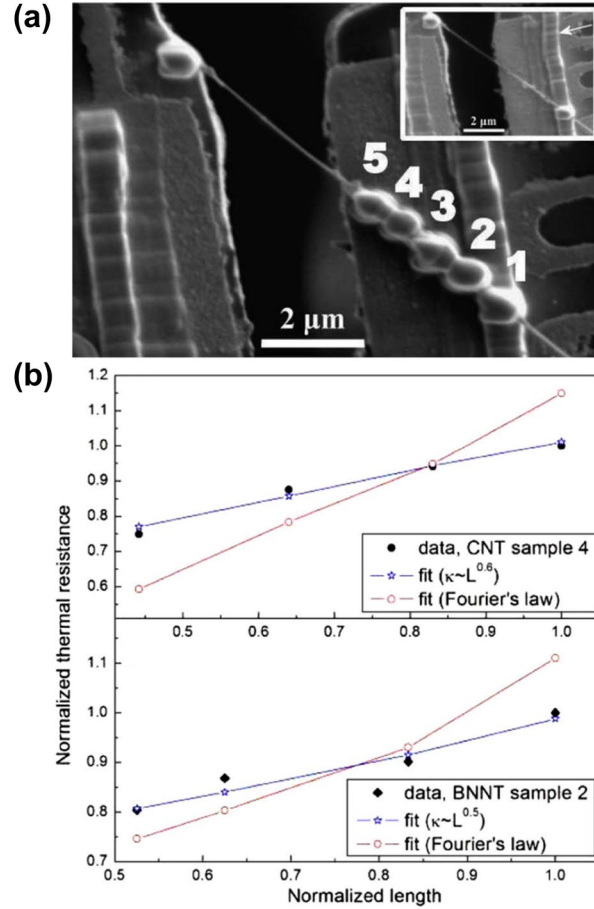 (a)
5
4
3
2
1
2 μm
2 μm
(b)
Normalized thermal resistance
1.2
1.1
1.0
0.9
0.8
0.7
0.6
data, CNT sample 4
fit (κ~L^0.6)
fit (Fourier's law)
0.5 0.6 0.7 0.8 0.9 1.0
1.1
1.0
0.9
0.8
0.7
data, BNNT sample 2
fit (κ~L^0.5)
fit (Fourier's law)
0.5 0.6 0.7 0.8 0.9 1.0
Normalized length